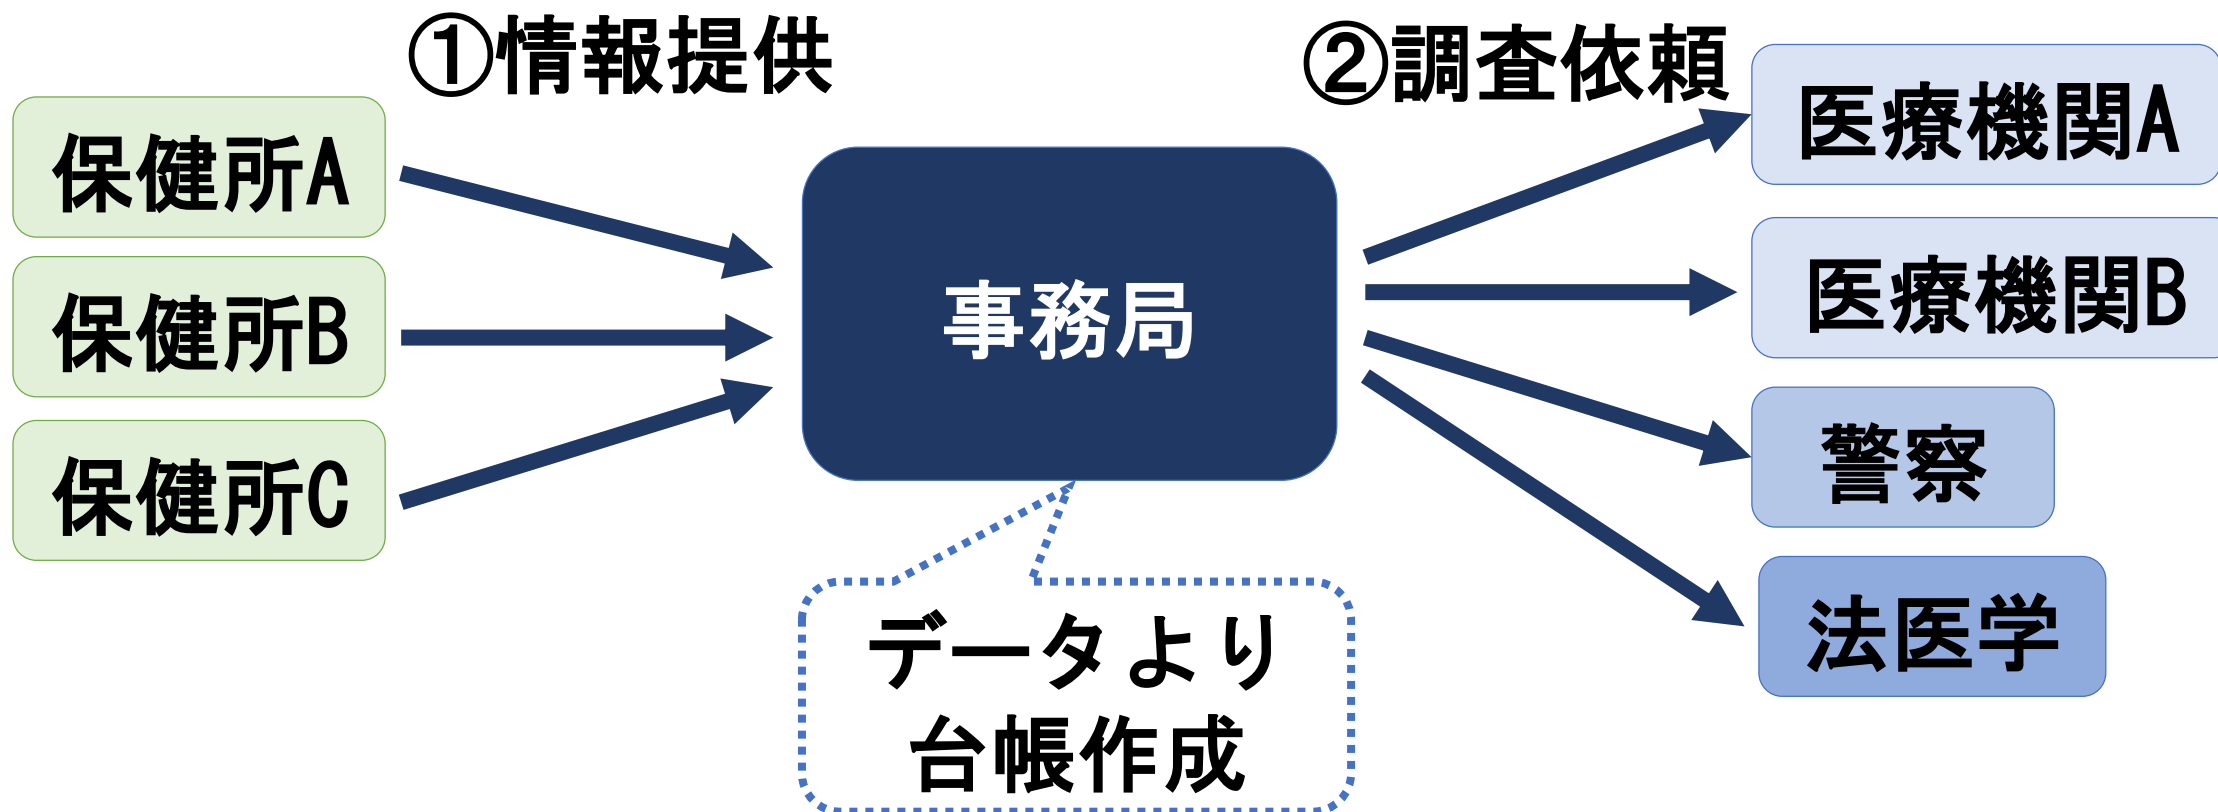 ①情報提供
②調査依頼
保健所A
保健所B
保健所C
事務局
データより
台帳作成
医療機関A
医療機関B
警察
法医学